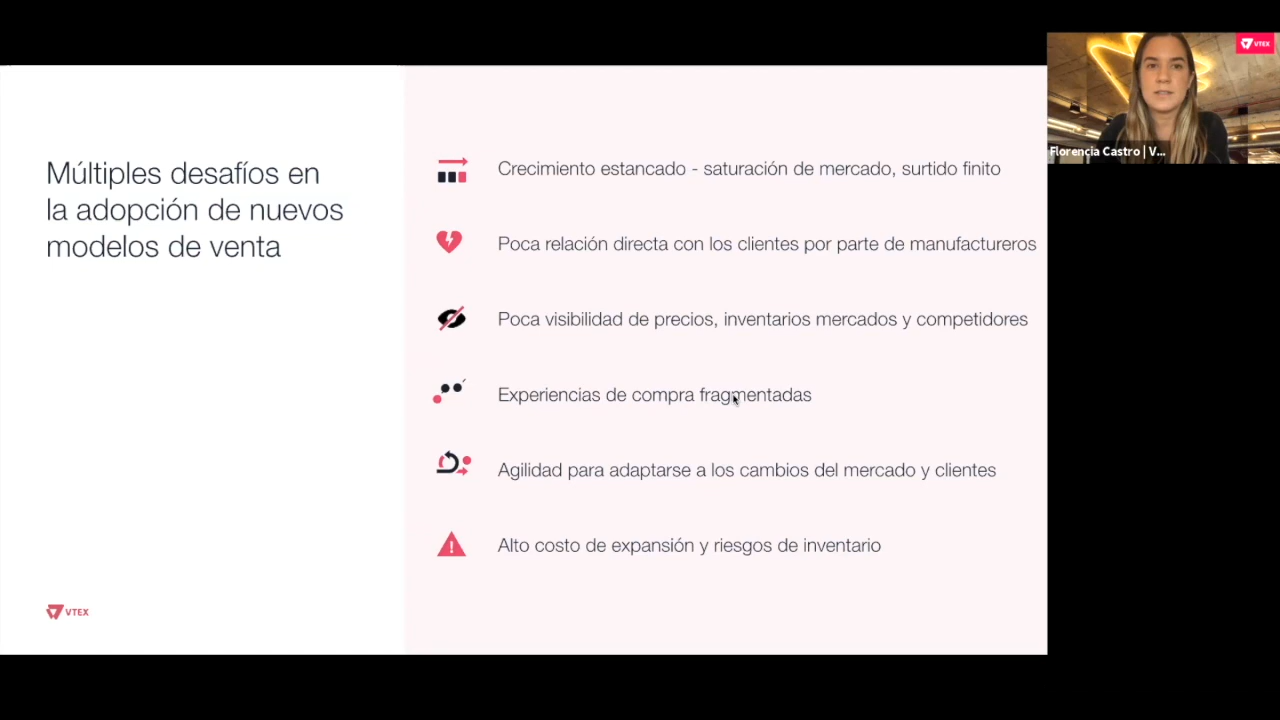 Múltiples desafíos en
la adopción de nuevos
modelos de venta
Crecimiento estancado - saturación de mercado, surtido finito
Poca relación directa con los clientes por parte de manufactureros
Poca visibilidad de precios, inventarios mercados y competidores
Experiencias de compra fragmentadas
Agilidad para adaptarse a los cambios del mercado y clientes
Alto costo de expansión y riesgos de inventario
VTEX
VTEX
Florencia Castro | V...